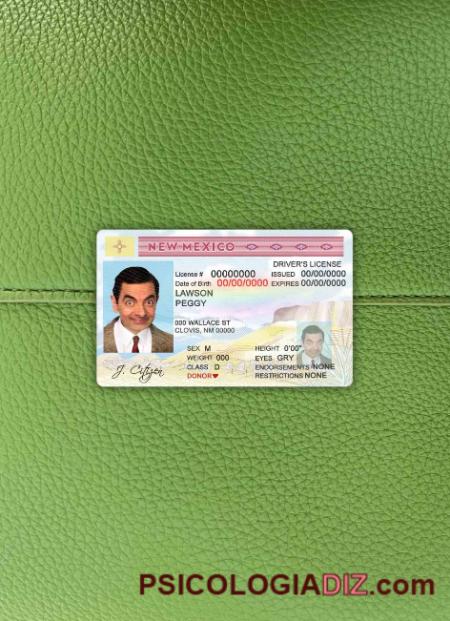 NEW MEXICO
DRIVER'S LICENSE
License # 00000000 ISSUED 00/00/0000
Date of Birth 00/00/0000 EXPIRES 00/00/0000
LAWSON
PEGGY
000 WALLACE ST
CLOVIS, NM 00000
SEX M HEIGHT 0'00"
WEIGHT 000 EYES GRY
CLASS D ENDORSEMENTS NONE
DONOR RESTRICTIONS NONE
J. Citizen
PSICOLOGIADIZ.com